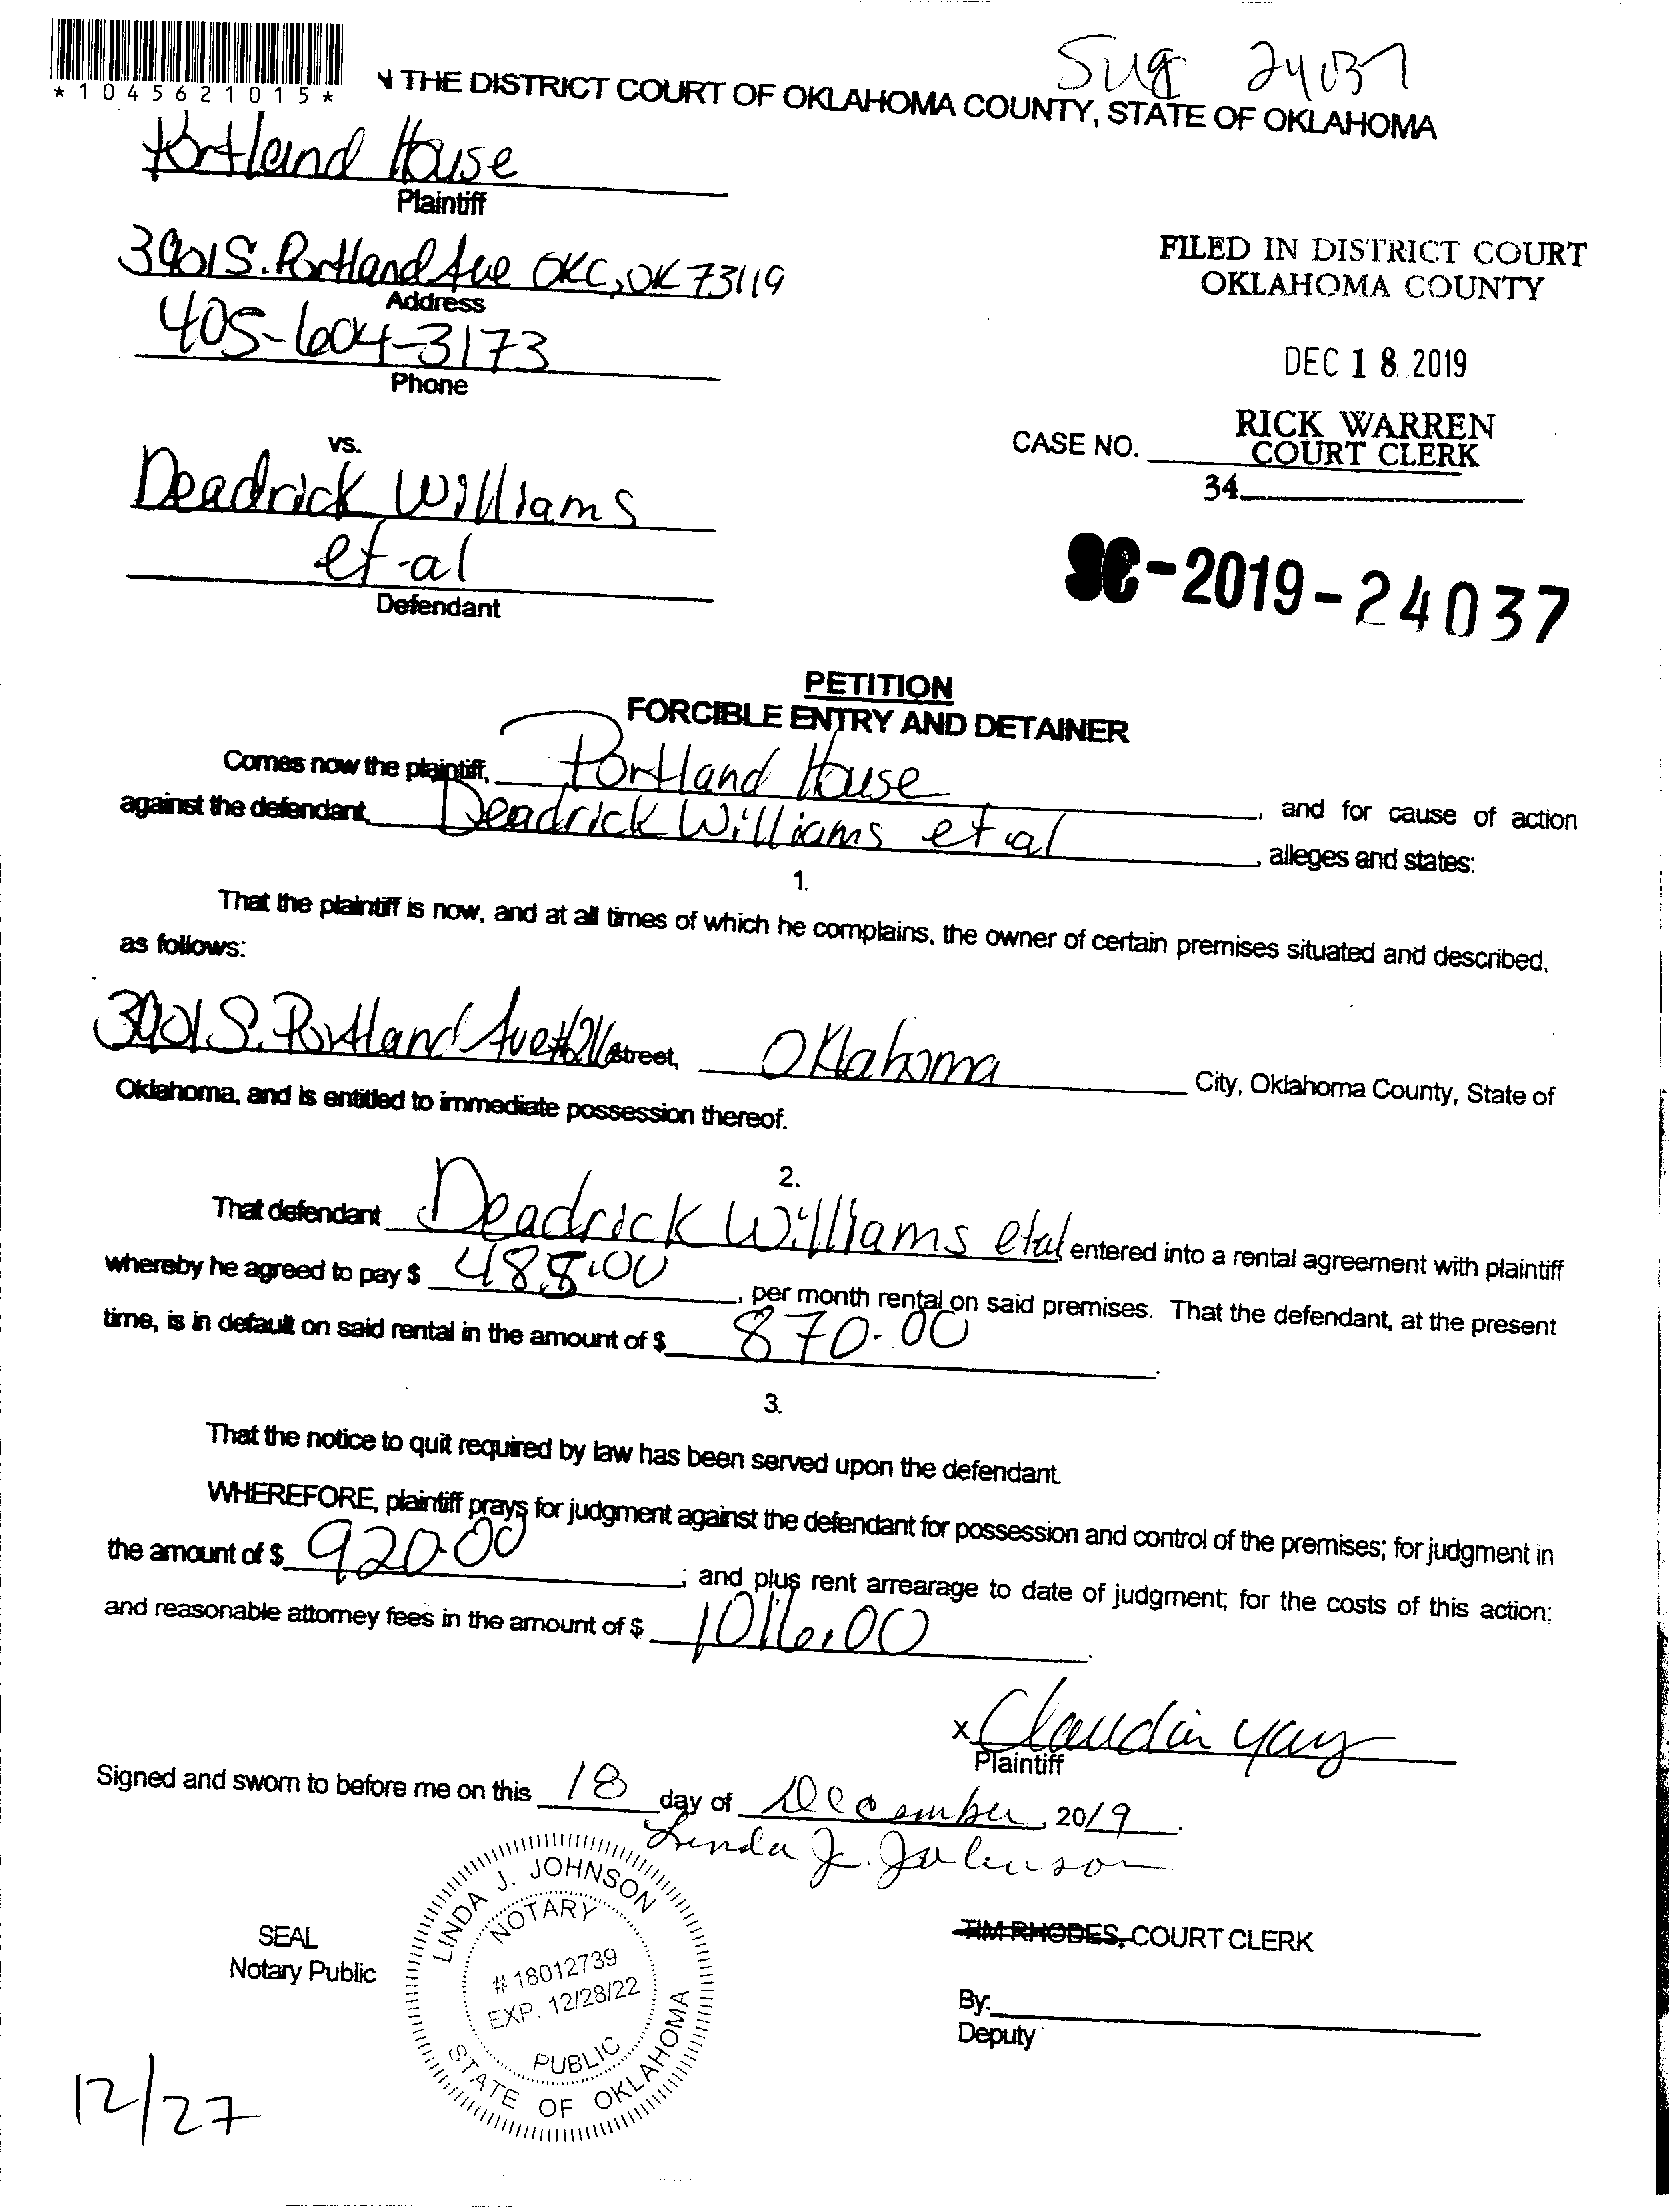 Sug 24037
*1045621015*
N THE DISTRICT COURT OF OKLAHOMA COUNTY, STATE OF OKLAHOMA
Portland House
Plaintiff
3901 S. Portland Ave OKC, OK 73119
Address
405-604-3173
Phone
FILED IN DISTRICT COURT
OKLAHOMA COUNTY
DEC 18 2019
RICK WARREN
COURT CLERK
CASE NO.
34
vs.
Deadrick Williams
et-al
Defendant
SC-2019-24037
PETITION
FORCIBLE ENTRY AND DETAINER
Comes now the plaintiff, Portland House, and for cause of action
against the defendant, Deadrick Williams et al, alleges and states:
1.
That the plaintiff is now, and at all times of which he complains, the owner of certain premises situated and described,
as follows:
3901 S. Portland Ave #211 street, Oklahoma City, Oklahoma County, State of
Oklahoma, and is entitled to immediate possession thereof.
2.
That defendant Deadrick Williams etal, entered into a rental agreement with plaintiff
whereby he agreed to pay $ 488.00, per month rental on said premises. That the defendant, at the present
time, is in default on said rental in the amount of $ 870.00.
3.
That the notice to quit required by law has been served upon the defendant.
WHEREFORE, plaintiff prays for judgment against the defendant for possession and control of the premises; for judgment in
the amount of $ 920.00; and plus rent arrearage to date of judgment; for the costs of this action:
and reasonable attorney fees in the amount of $ 1016.00.
x Claudia
Plaintiff
Signed and sworn to before me on this 18 day of December, 2019.
Linda J. Johnson
LINDA J. JOHNSON
NOTARY
# 18012739
EXP. 12/28/22
PUBLIC
STATE OF OKLAHOMA
SEAL
Notary Public
TIM RHODES, COURT CLERK
By:
Deputy
12/27